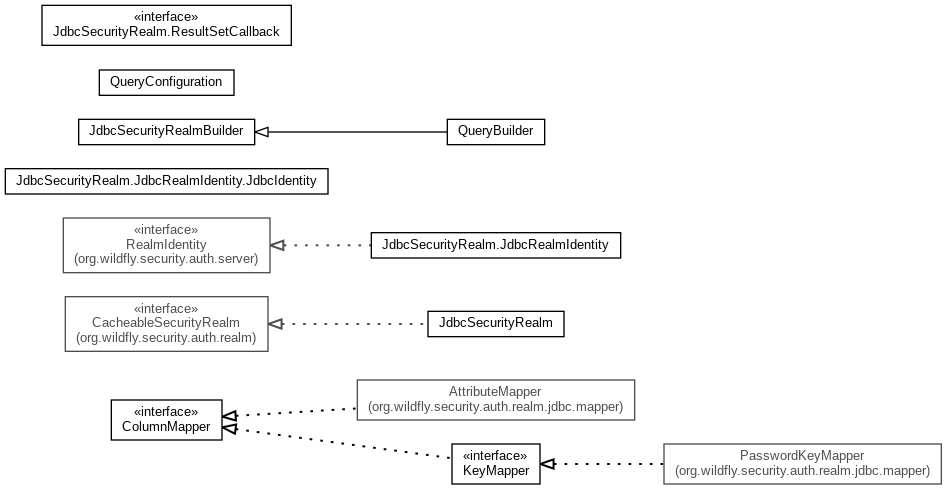 «interface»
JdbcSecurityRealm.ResultSetCallback
QueryConfiguration
JdbcSecurityRealmBuilder
QueryBuilder
JdbcSecurityRealm.JdbcRealmIdentity.JdbcIdentity
«interface»
RealmIdentity
(org.wildfly.security.auth.server)
JdbcSecurityRealm.JdbcRealmIdentity
«interface»
CacheableSecurityRealm
(org.wildfly.security.auth.realm)
JdbcSecurityRealm
AttributeMapper
(org.wildfly.security.auth.realm.jdbc.mapper)
«interface»
ColumnMapper
«interface»
KeyMapper
PasswordKeyMapper
(org.wildfly.security.auth.realm.jdbc.mapper)